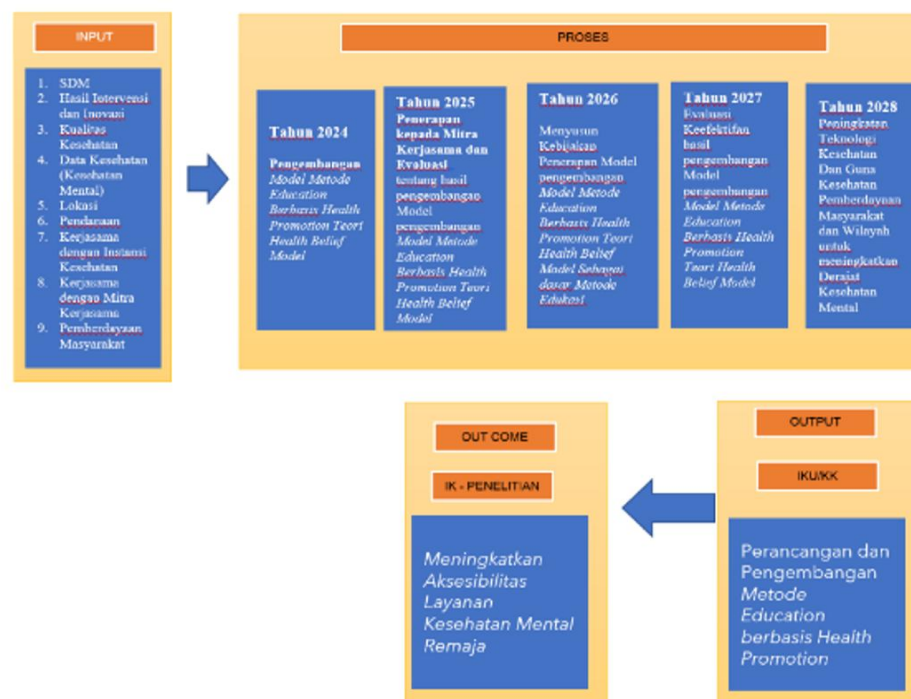 INPUT
1. SDM
2. Hasil Intervensi
dan Inovazi
3. Kualitas
Kesehatan
4. Data Kesehatan
(Kesehatan
Mental)
5. Lokasi
6. Pendanaan
7. Kerjasama
dengan Instansi
Kesehatan
8. Kerjasama
dengan Mitra
Kerjasama
9. Pemberdayaan
Masyarakat
PROSES
Tahun 2024
Pengembangan
Model Metode
Education
Berbasis Health
Promotion Teori
Health Belief
Model
Tahun 2025
Penerapan
kepada Mitra
Kerjasama dan
Evaluasi
tentang hasil
pengembangan
Model
pengembangan
Model Metode
Education
Berbasis Health
Promotion Teori
Health Belief
Model
Tahun 2026
Menyusun
Kebijakan
Penerapan Model
pengembangan
Model Metode
Education
Berbasis Health
Promotion Teori
Health Belief
Model Sebagai
dasar Metode
Edukasi
Tahun 2027
Evaluasi
Keefektifan
hasil
pengembangan
Model
pengembangan
Model Metode
Education
Berbasis Health
Promotion
Teori Health
Belief Model
Tahun 2028
Peningkatan
Teknologi
Kesehatan
Dan Guna
Kesehatan
Pemberdayaan
Masyarakat
dan Wilayah
untuk
meningkatkan
Derajat
Kesehatan
Mental
OUT COME
IK - PENELITIAN
Meningkatkan
Aksesibilitas
Layanan
Kesehatan Mental
Remaja
OUTPUT
IKU/KK
Perancangan dan
Pengembangan
Metode
Education
berbasis Health
Promotion